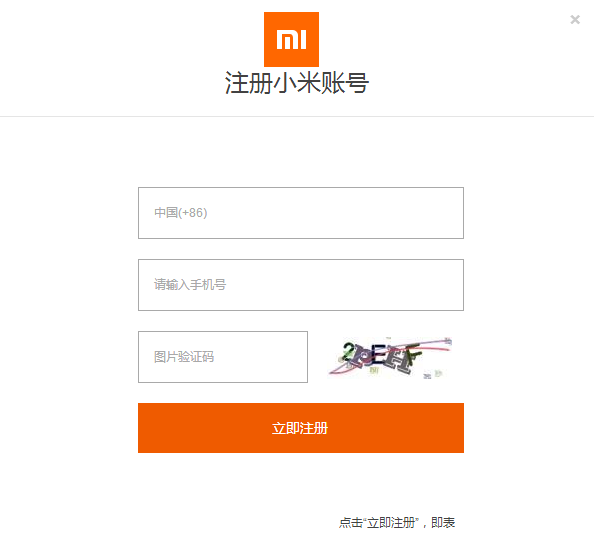 ×
mi
注册小米账号
中国(+86)
请输入手机号
图片验证码
立即注册
点击“立即注册”，即表